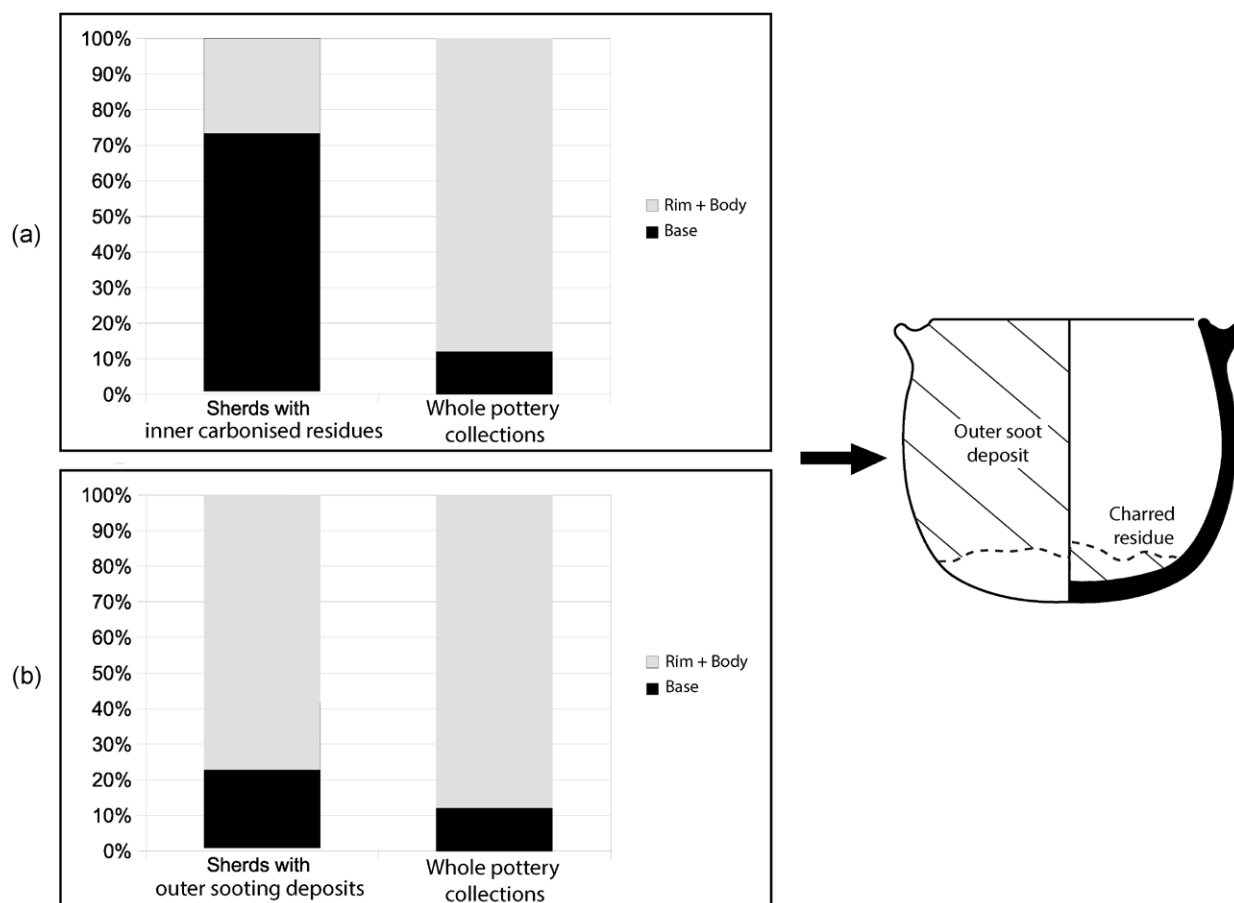 (a)
100%
90%
80%
70%
60%
50%
40%
30%
20%
10%
0%
Sherds with
inner carbonised residues
Whole pottery
collections
Rim + Body
Base
(b)
100%
90%
80%
70%
60%
50%
40%
30%
20%
10%
0%
Sherds with
outer sooting deposits
Whole pottery
collections
Rim + Body
Base
Outer soot
deposit
Charred
residue